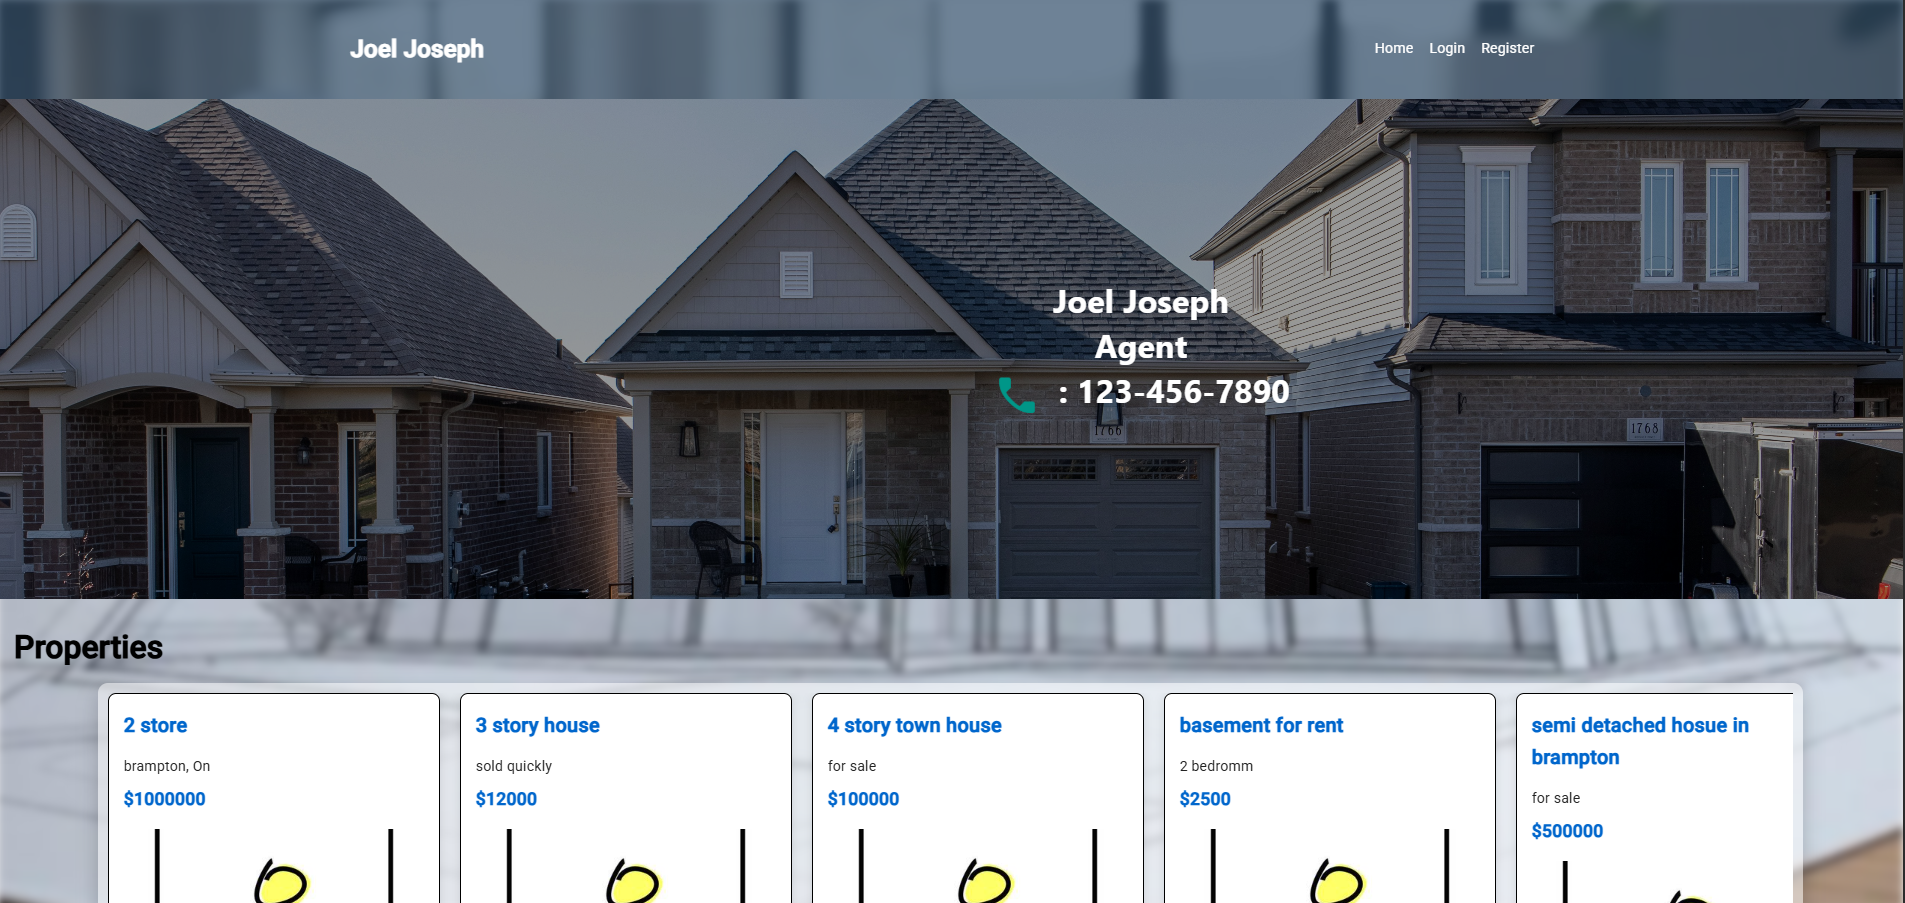 Joel Joseph
Home Login Register
Joel Joseph
Agent
: 123-456-7890
1766
1768
Properties
2 store
brampton, On
$1000000
3 story house
sold quickly
$12000
4 story town house
for sale
$100000
basement for rent
2 bedromm
$2500
semi detached hosue in
brampton
for sale
$500000